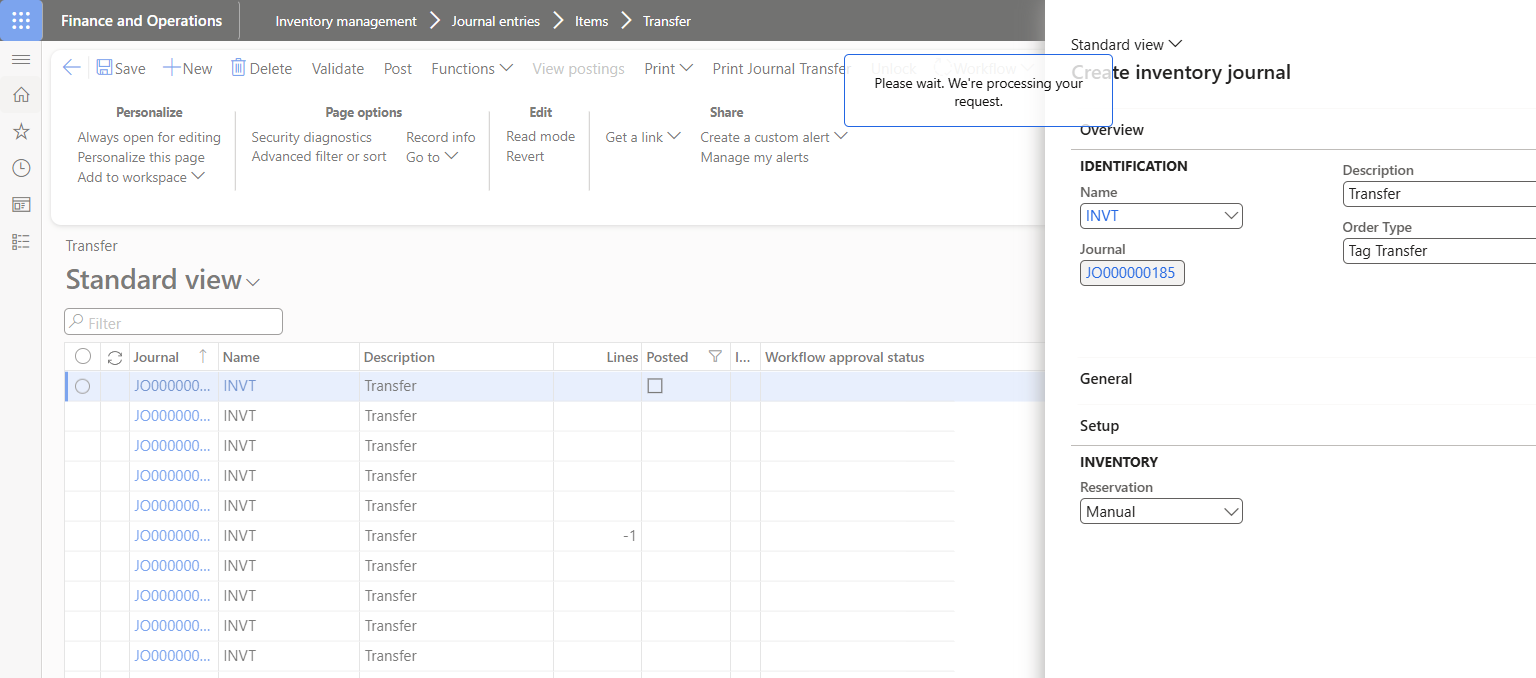 Finance and Operations
Inventory management Journal entries Items Transfer
Save New Delete Validate Post Functions View postings Print Print Journal Transfer Unlock Workflow
Please wait. We're processing your
request.
Personalize
Always open for editing
Personalize this page
Add to workspace
Page options
Security diagnostics
Advanced filter or sort
Record info
Go to
Edit
Read mode
Revert
Share
Get a link
Create a custom alert
Manage my alerts
Transfer
Standard view
Filter
Journal Name Description Lines Posted I... Workflow approval status
JO000000... INVT Transfer
JO000000... INVT Transfer
JO000000... INVT Transfer
JO000000... INVT Transfer
JO000000... INVT Transfer
JO000000... INVT Transfer -1
JO000000... INVT Transfer
JO000000... INVT Transfer
JO000000... INVT Transfer
JO000000... INVT Transfer
Standard view
Create inventory journal
Overview
IDENTIFICATION
Name
INVT
Journal
JO000000185
Description
Transfer
Order Type
Tag Transfer
General
Setup
INVENTORY
Reservation
Manual